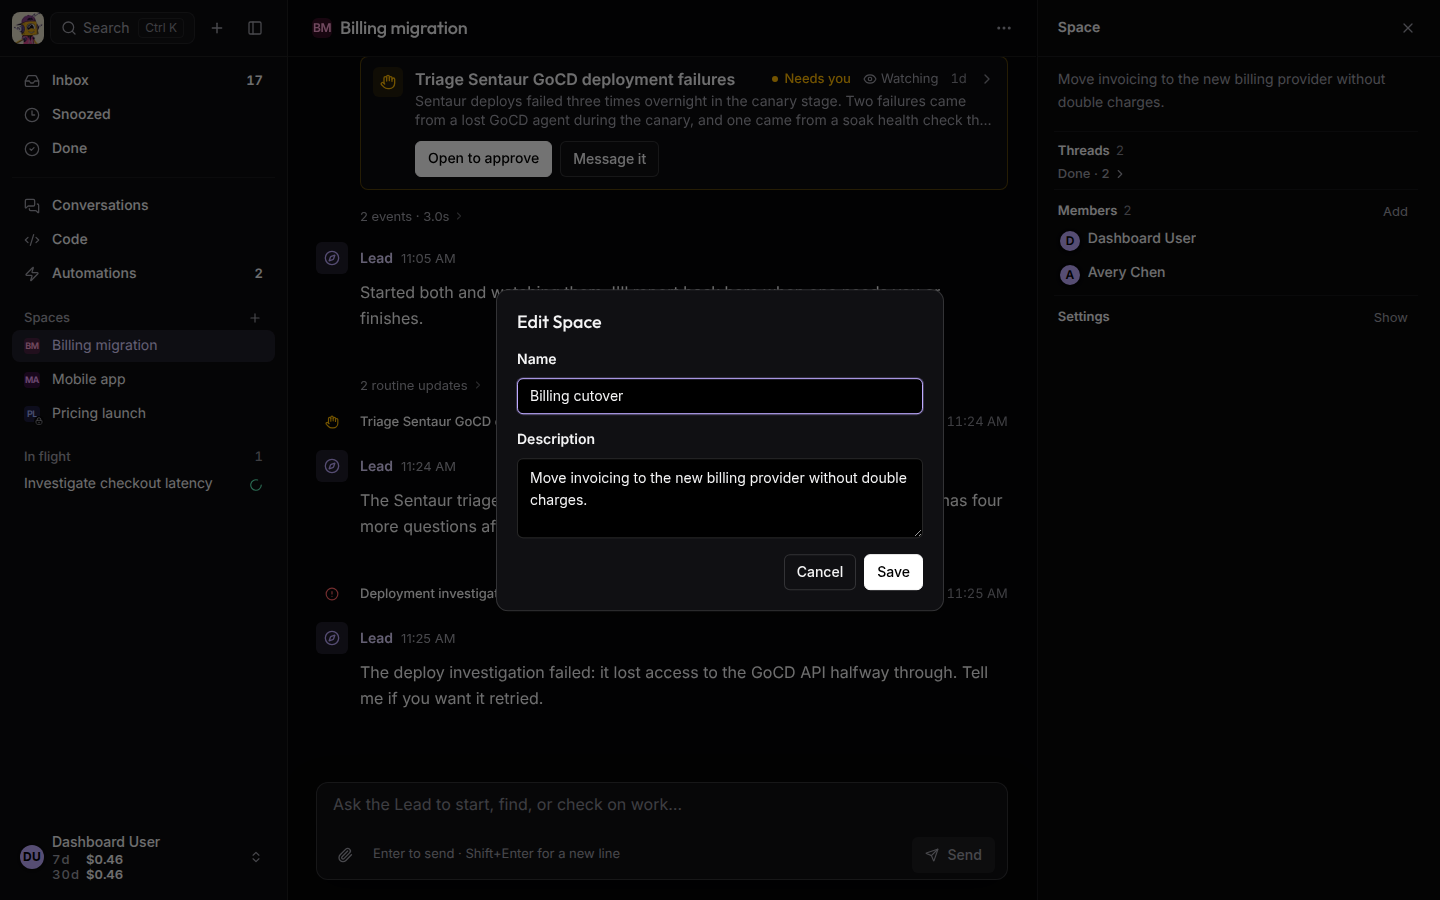 Search Ctrl K
Inbox 17
Snoozed
Done
Conversations
Code
Automations 2
Spaces
BM Billing migration
MA Mobile app
PL Pricing launch
In flight 1
Investigate checkout latency
DU Dashboard User
7d $0.46
30d $0.46
BM Billing migration
Triage Sentaur GoCD deployment failures Needs you Watching 1d
Sentaur deploys failed three times overnight in the canary stage. Two failures came
from a lost GoCD agent during the canary, and one came from a soak health check th...
Open to approve Message it
2 events · 3.0s
Lead 11:05 AM
Started both and
finishes.
2 routine updates
Triage Sentaur GoCD 11:24 AM
Lead 11:24 AM
The Sentaur triage has four
more questions
Deployment 11:25 AM
Lead 11:25 AM
The deploy investigation failed: it lost access to the GoCD API halfway through. Tell
me if you want it retried.
Ask the Lead to start, find, or check on work...
Enter to send · Shift+Enter for a new line Send
Edit Space
Name
Billing cutover
Description
Move invoicing to the new billing provider without double
charges.
Cancel Save
Space
Move invoicing to the new billing provider without
double charges.
Threads 2
Done · 2
Members 2 Add
D Dashboard User
A Avery Chen
Settings Show